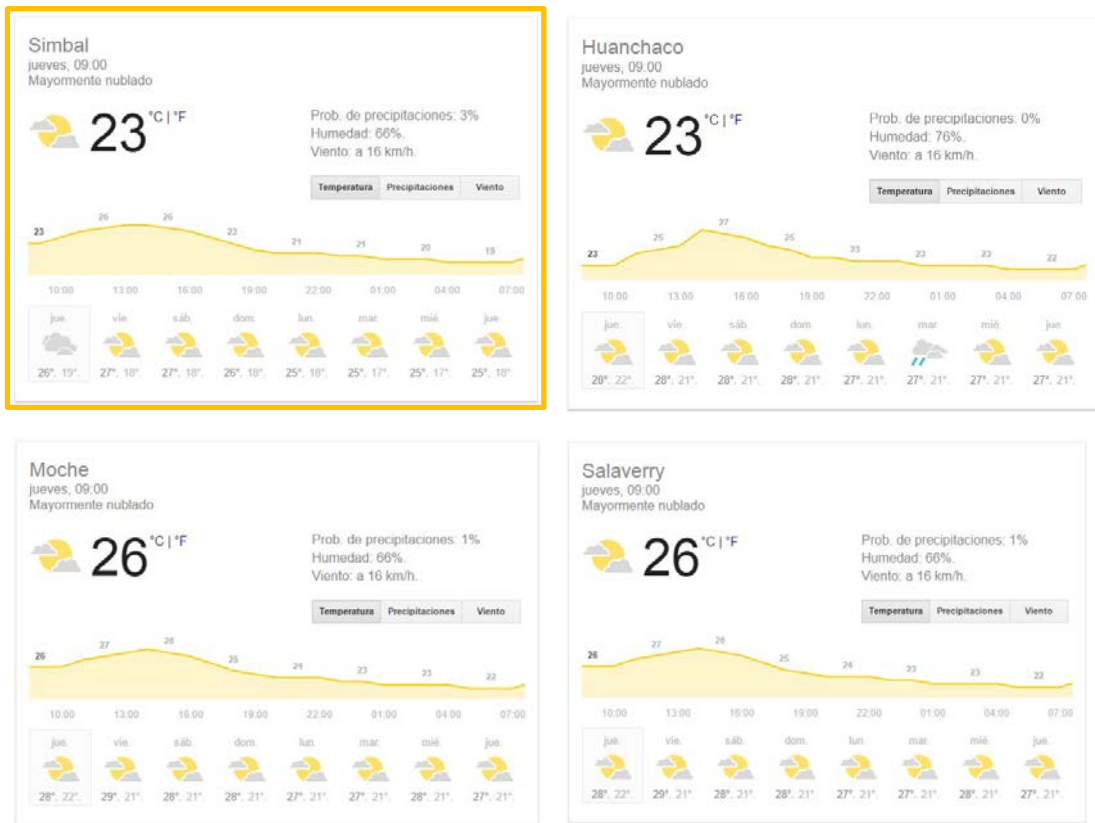 Simbal
jueves, 09:00
Mayormente nublado
23 °C | °F
Prob. de precipitaciones: 3%
Humedad: 66%.
Viento: a 16 km/h.
Temperatura Precipitaciones Viento
23 26 26 23 21 21 20 19
10:00 13:00 16:00 19:00 22:00 01:00 04:00 07:00
jue. vie. sáb. dom. lun. mar. mié. jue.
26°. 19°. 27°. 18°. 27°. 18°. 26°. 18°. 25°. 18°. 25°. 17°. 25°. 17°. 25°. 18°.
Huanchaco
jueves, 09:00
Mayormente nublado
23 °C | °F
Prob. de precipitaciones: 0%
Humedad: 76%.
Viento: a 16 km/h.
Temperatura Precipitaciones Viento
23 25 27 25 23 23 23 22
10:00 13:00 16:00 19:00 22:00 01:00 04:00 07:00
jue. vie. sáb. dom. lun. mar. mié. jue.
28°. 22°. 28°. 21°. 28°. 21°. 28°. 21°. 27°. 21°. 27°. 21°. 27°. 21°. 27°. 21°.
Moche
jueves, 09:00
Mayormente nublado
26 °C | °F
Prob. de precipitaciones: 1%
Humedad: 66%.
Viento: a 16 km/h.
Temperatura Precipitaciones Viento
26 27 28 25 24 23 23 22
10:00 13:00 16:00 19:00 22:00 01:00 04:00 07:00
jue. vie. sáb. dom. lun. mar. mié. jue.
28°. 22°. 29°. 21°. 28°. 21°. 28°. 21°. 27°. 21°. 27°. 21°. 28°. 21°. 27°. 21°.
Salaverry
jueves, 09:00
Mayormente nublado
26 °C | °F
Prob. de precipitaciones: 1%
Humedad: 66%.
Viento: a 16 km/h.
Temperatura Precipitaciones Viento
26 27 28 25 24 23 23 22
10:00 13:00 16:00 19:00 22:00 01:00 04:00 07:00
jue. vie. sáb. dom. lun. mar. mié. jue.
28°. 22°. 29°. 21°. 28°. 21°. 28°. 21°. 27°. 21°. 27°. 21°. 28°. 21°. 27°. 21°.